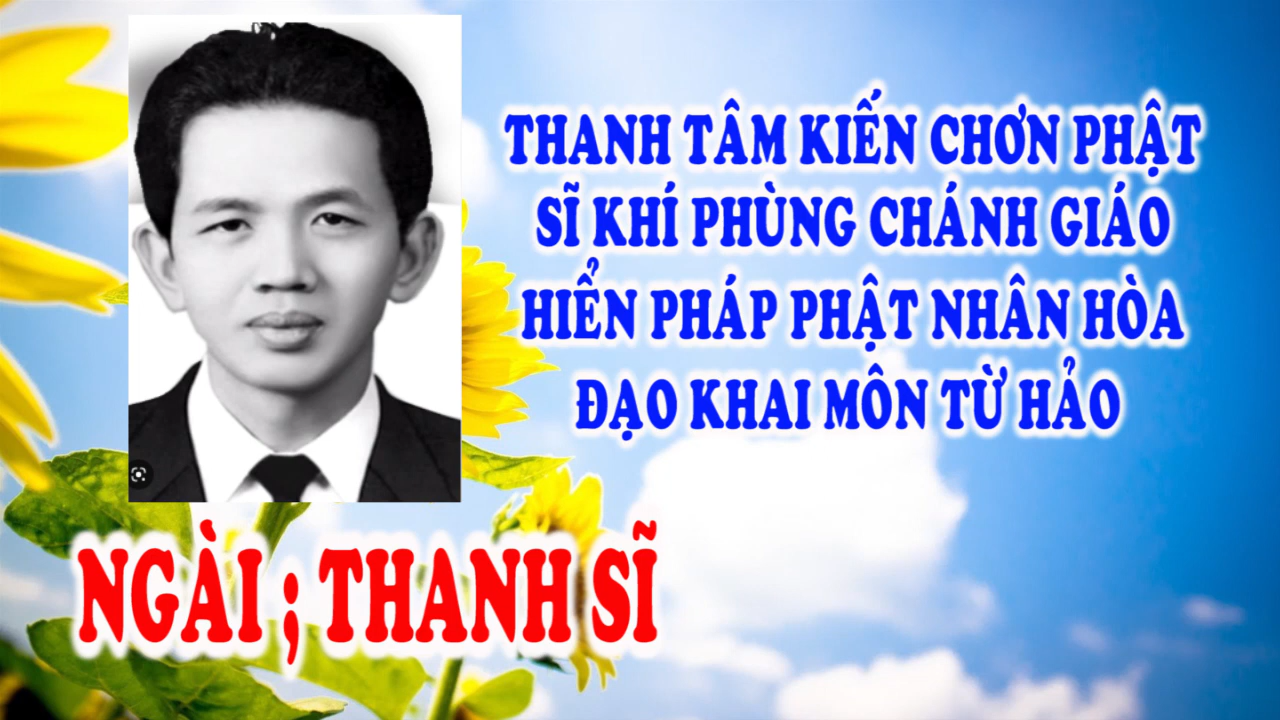 THANH TÂM KIẾN CHƠN PHẬT
SĨ KHÍ PHÙNG CHÁNH GIÁO
HIỂN PHÁP PHẬT NHÂN HÒA
ĐẠO KHAI MÔN TỪ HẢO
NGÀI ; THANH SĨ